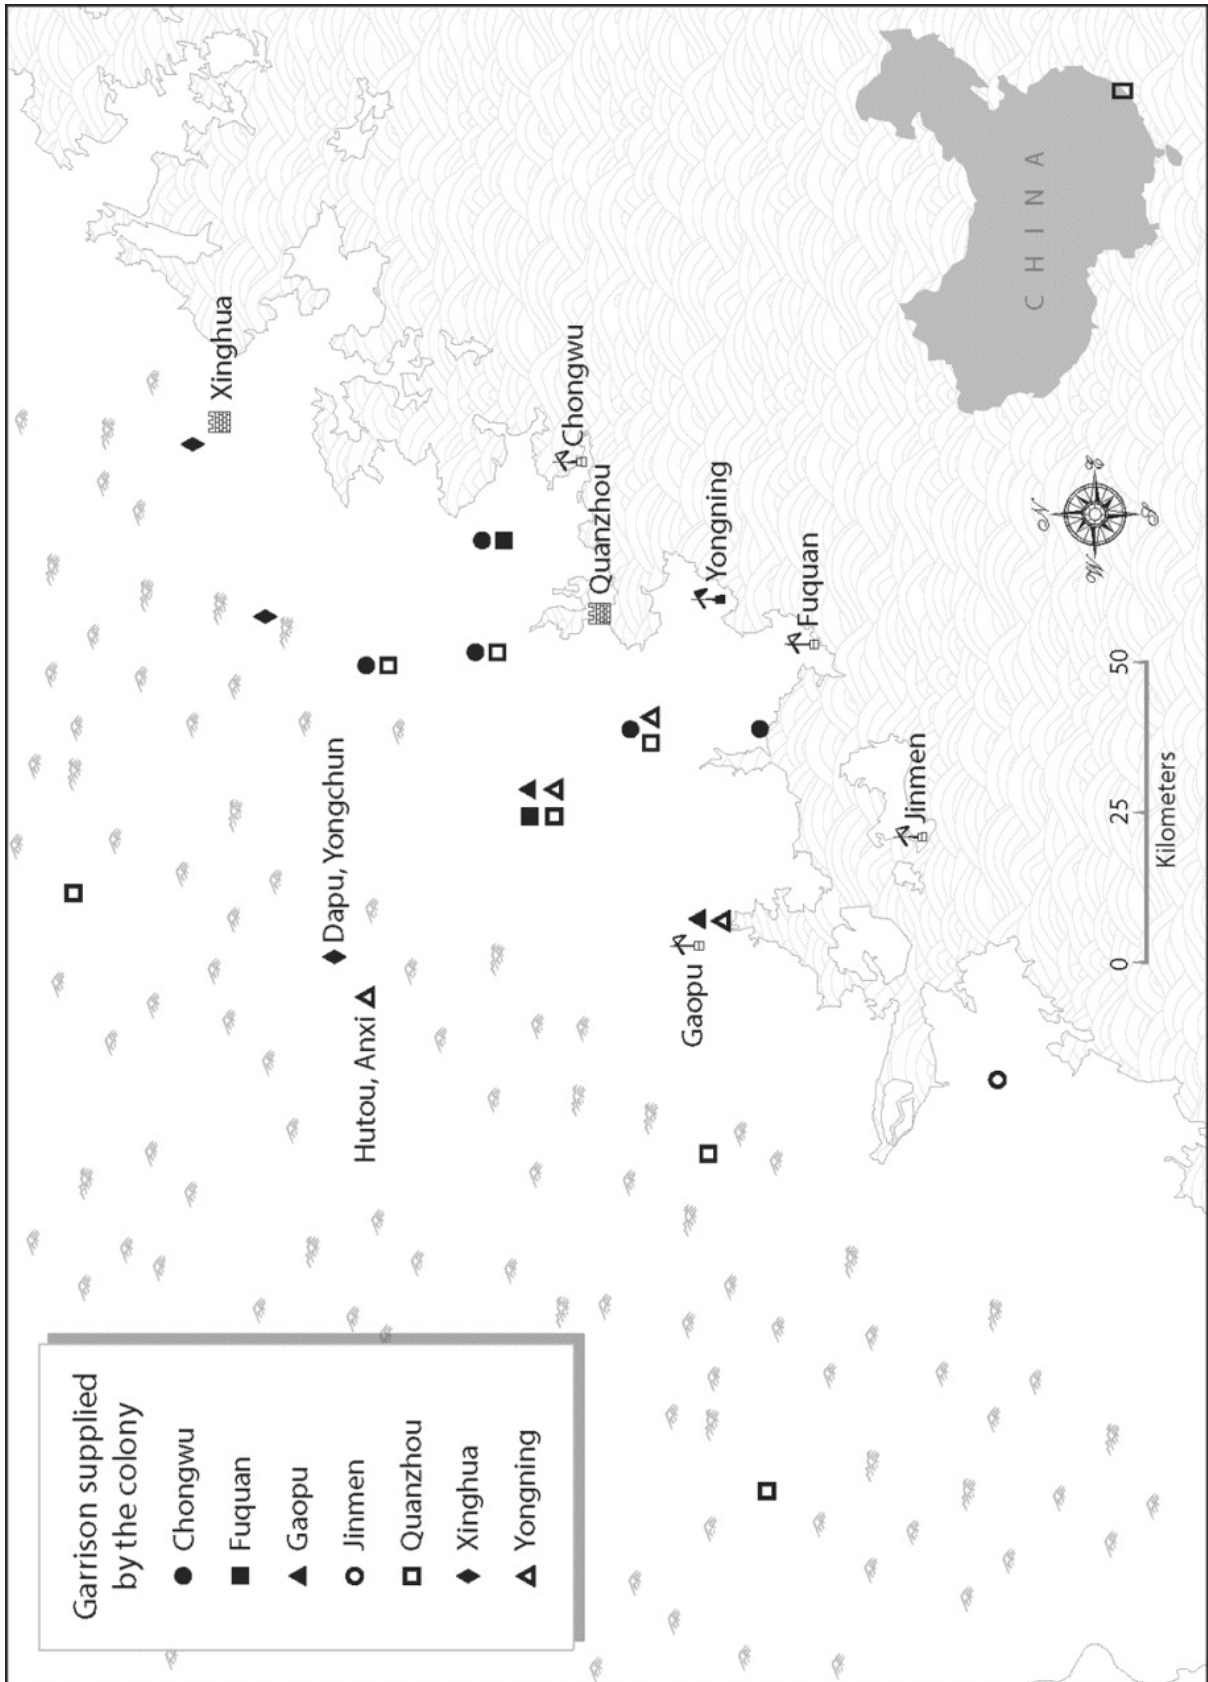 Garrison supplied
by the colony
Chongwu
Fuquan
Gaopu
Jinmen
Quanzhou
Xinghua
Yongning
Xinghua
Dapu, Yongchun
Hutou, Anxi
Chongwu
Quanzhou
Yongning
Fuquan
Gaopu
Jinmen
0 25 50
Kilometers
N
W
E
S
CHINA